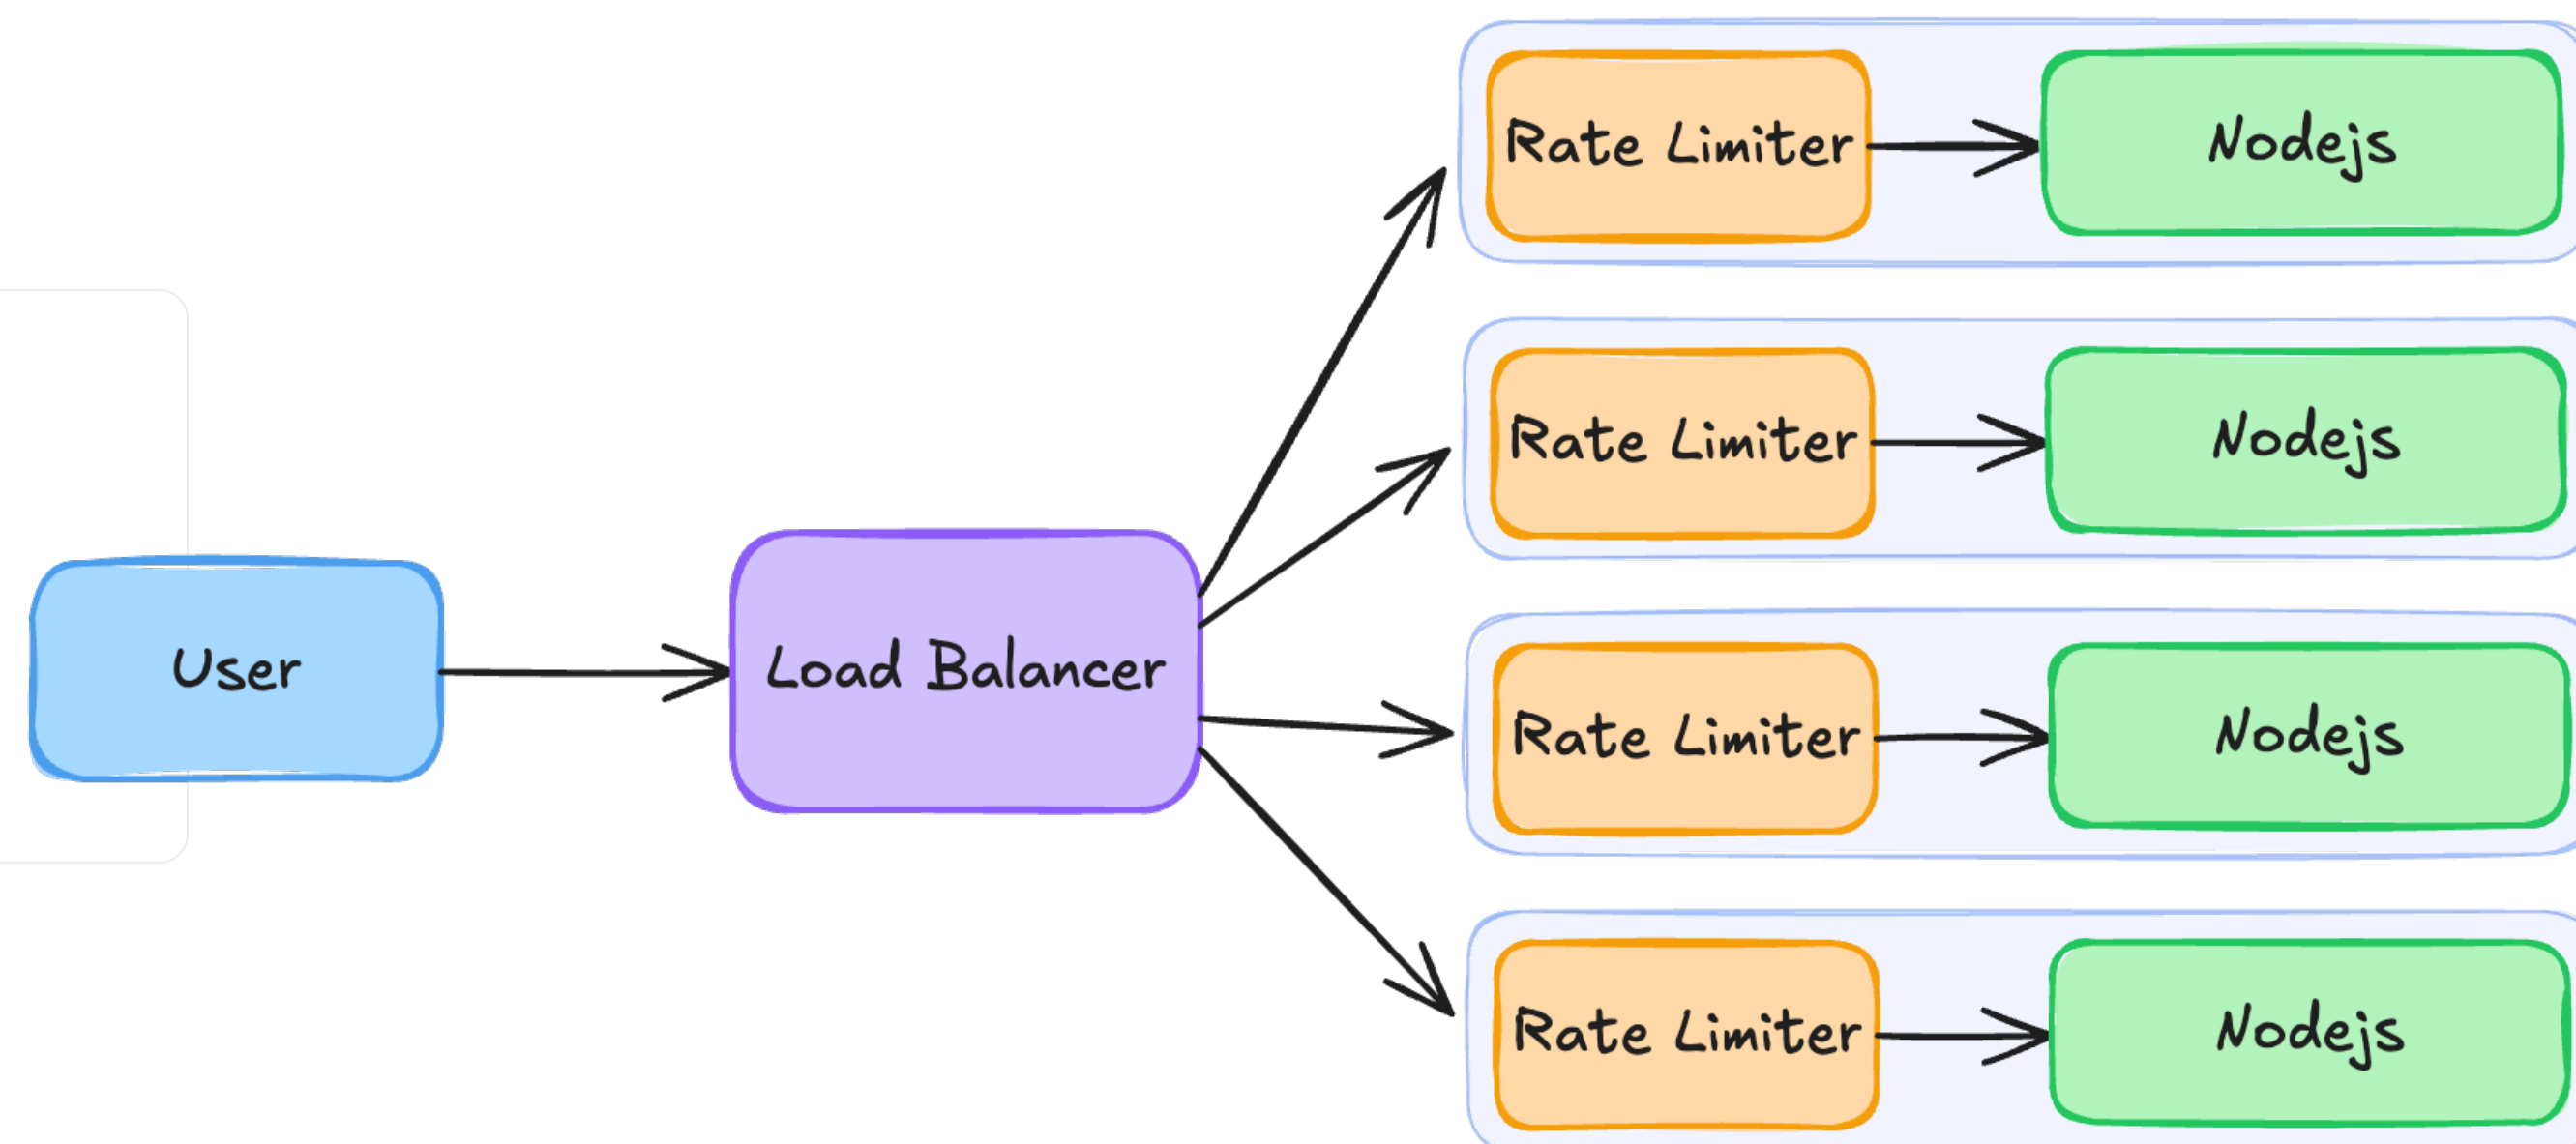 Rate Limiter
Nodejs
Rate Limiter
Nodejs
User
Load Balancer
Rate Limiter
Nodejs
Rate Limiter
Nodejs